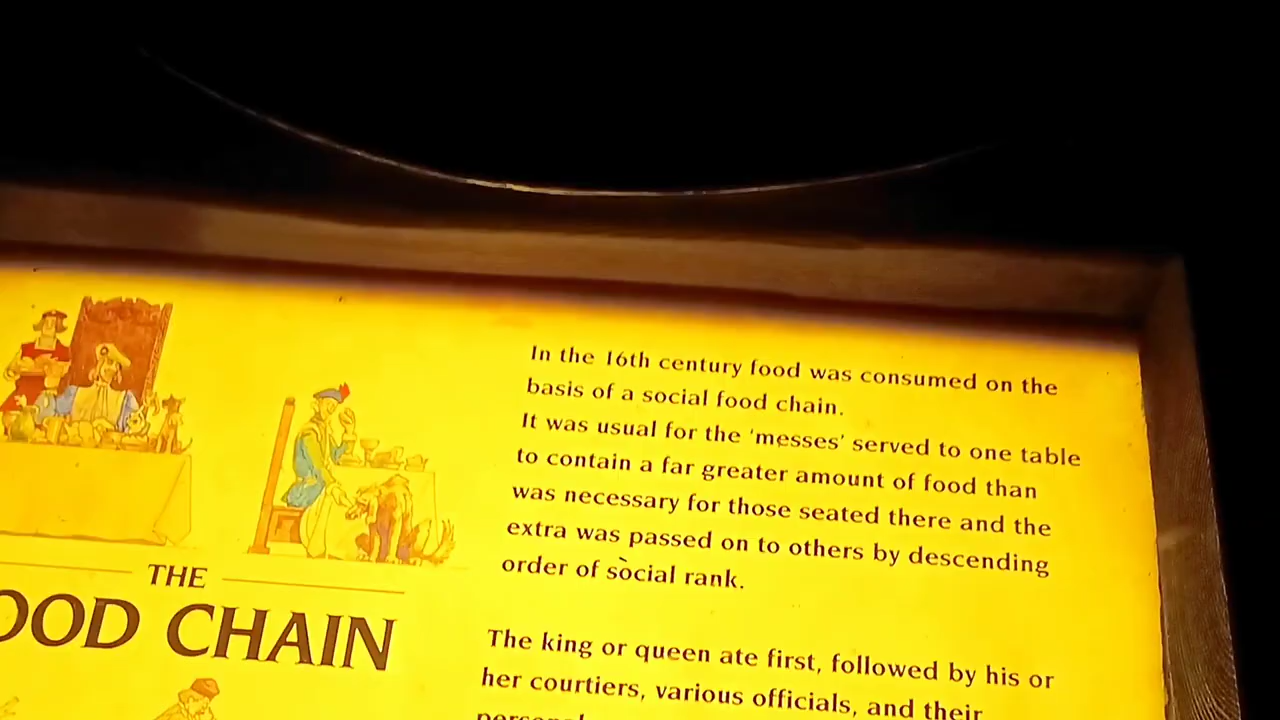 In the 16th century food was consumed on the
basis of a social food chain.
It was usual for the 'messes' served to one table
to contain a far greater amount of food than
was necessary for those seated there and the
extra was passed on to others by descending
order of social rank.
THE
OOD CHAIN
The king or queen ate first, followed by his or
her courtiers, various officials, and their